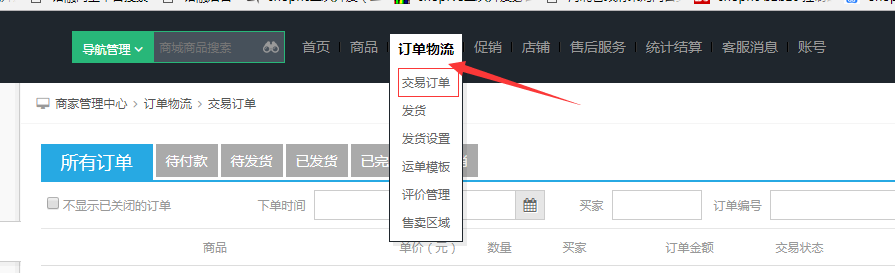 导航管理 商城商品搜索 首页 商品 订单物流 促销 店铺 售后服务 统计结算 客服消息 账号
交易订单
发货
发货设置
运单模板
评价管理
售卖区域
商家管理中心 > 订单物流 > 交易订单
所有订单 待付款 待发货 已发货 已完
不显示已关闭的订单 下单时间 买家 订单编号
商品 单价（元） 数量 买家 订单金额 交易状态